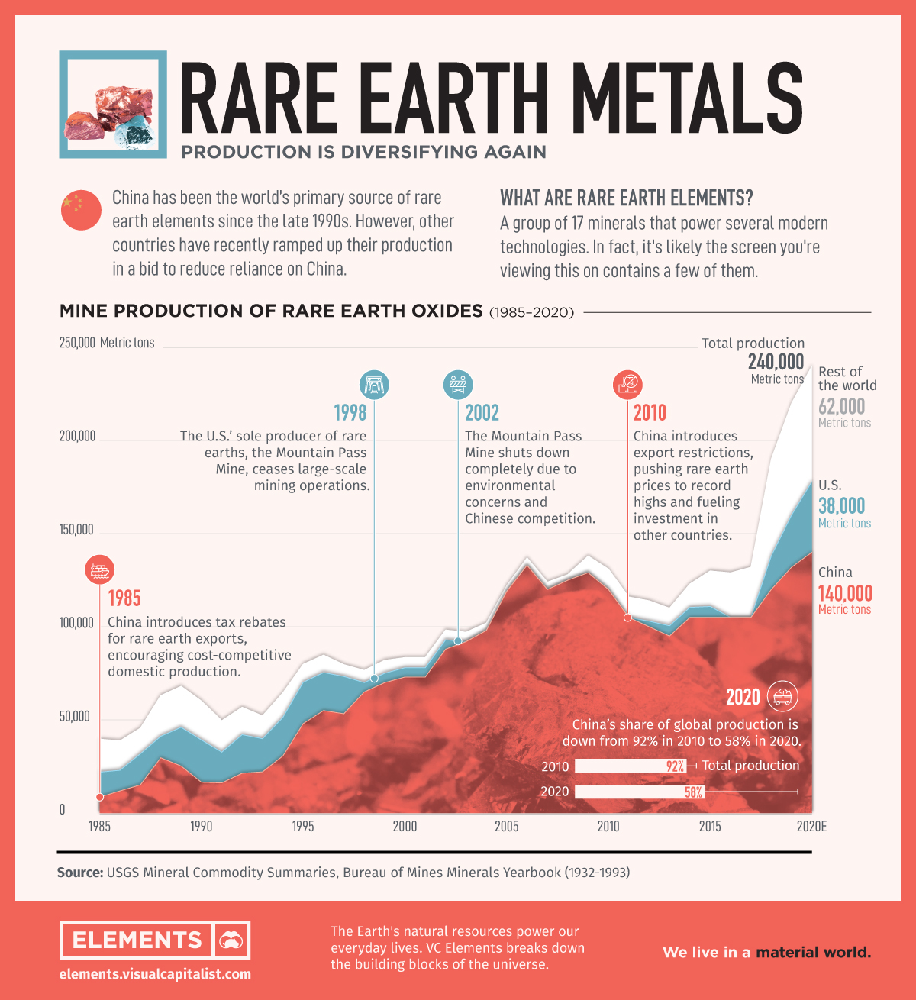 RARE EARTH METALS
PRODUCTION IS DIVERSIFYING AGAIN
China has been the world's primary source of rare
earth elements since the late 1990s. However, other
countries have recently ramped up their production
in a bid to reduce reliance on China.
WHAT ARE RARE EARTH ELEMENTS?
A group of 17 minerals that power several modern
technologies. In fact, it's likely the screen you're
viewing this on contains a few of them.
MINE PRODUCTION OF RARE EARTH OXIDES (1985–2020)
250,000 Metric tons
200,000
150,000
100,000
50,000
0
1985
China introduces tax rebates
for rare earth exports,
encouraging cost-competitive
domestic production.
1998
The U.S.' sole producer of rare
earths, the Mountain Pass
Mine, ceases large-scale
mining operations.
2002
The Mountain Pass
Mine shuts down
completely due to
environmental
concerns and
Chinese competition.
2010
China introduces
export restrictions,
pushing rare earth
prices to record
highs and fueling
investment in
other countries.
Total production
240,000
Metric tons
Rest of
the world
62,000
Metric tons
U.S.
38,000
Metric tons
China
140,000
Metric tons
2020
China's share of global production is
down from 92% in 2010 to 58% in 2020.
2010 92% Total production
2020 58%
1985 1990 1995 2000 2005 2010 2015 2020E
Source: USGS Mineral Commodity Summaries, Bureau of Mines Minerals Yearbook (1932-1993)
ELEMENTS
elements.visualcapitalist.com
The Earth's natural resources power our
everyday lives. VC Elements breaks down
the building blocks of the universe.
We live in a material world.